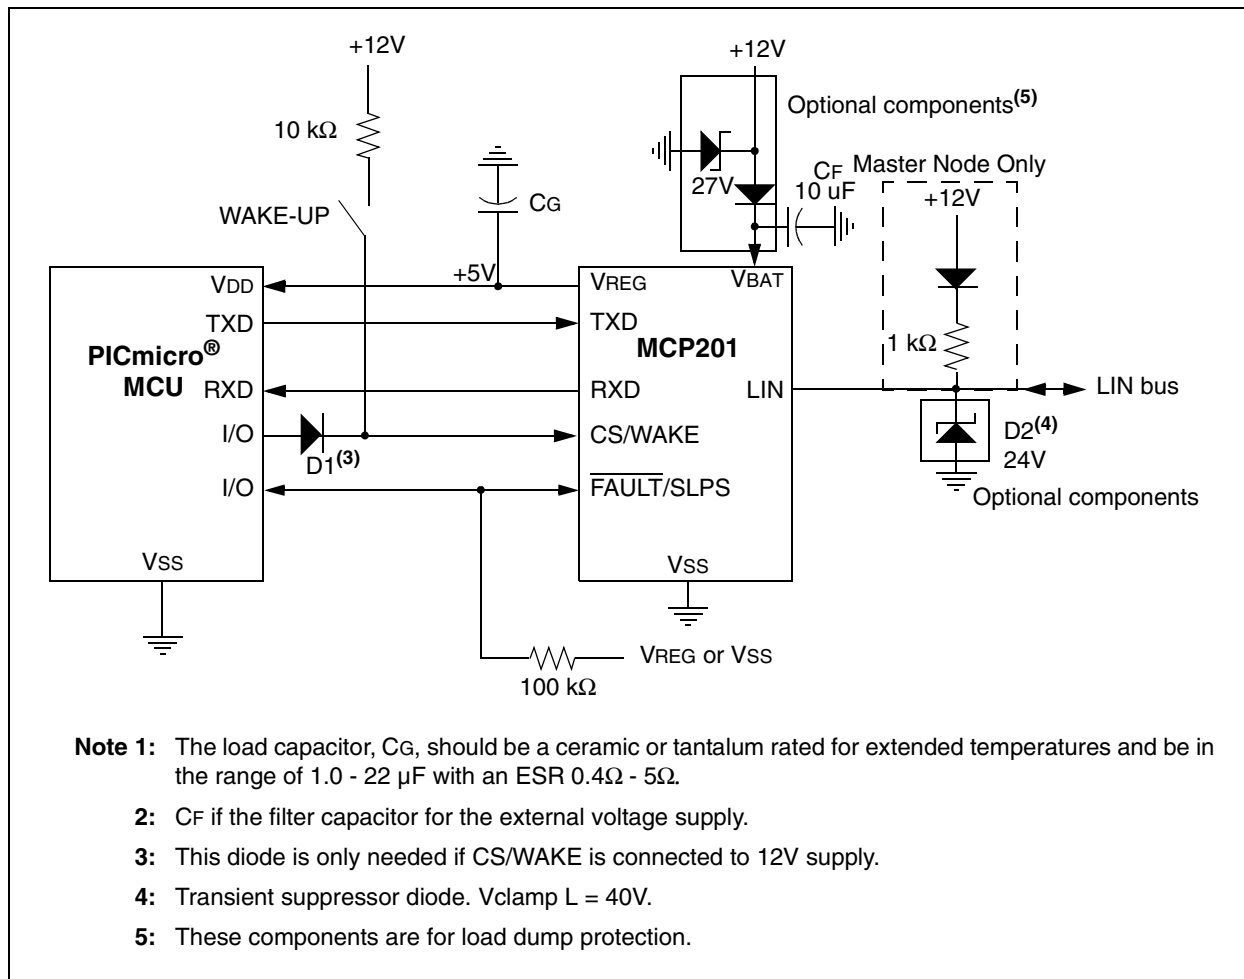 +12V
+12V
Optional components(5)
10 kΩ
27V
CF
10 uF
Master Node Only
+12V
CG
WAKE-UP
+5V
VDD
VREG
VBAT
TXD
TXD
PICmicro®
MCU
MCP201
1 kΩ
RXD
RXD
LIN
LIN bus
I/O
D1(3)
CS/WAKE
D2(4)
24V
I/O
FAULT/SLPS
Optional components
VSS
VSS
VREG or VSS
100 kΩ
Note 1: The load capacitor, CG, should be a ceramic or tantalum rated for extended temperatures and be in
the range of 1.0 - 22 µF with an ESR 0.4Ω - 5Ω.
2: CF if the filter capacitor for the external voltage supply.
3: This diode is only needed if CS/WAKE is connected to 12V supply.
4: Transient suppressor diode. Vclamp L = 40V.
5: These components are for load dump protection.